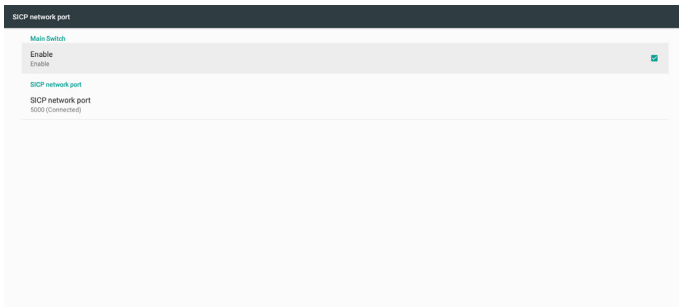 SICP network port
Main Switch
Enable
Enable
SICP network port
SICP network port
5000 (Connected)